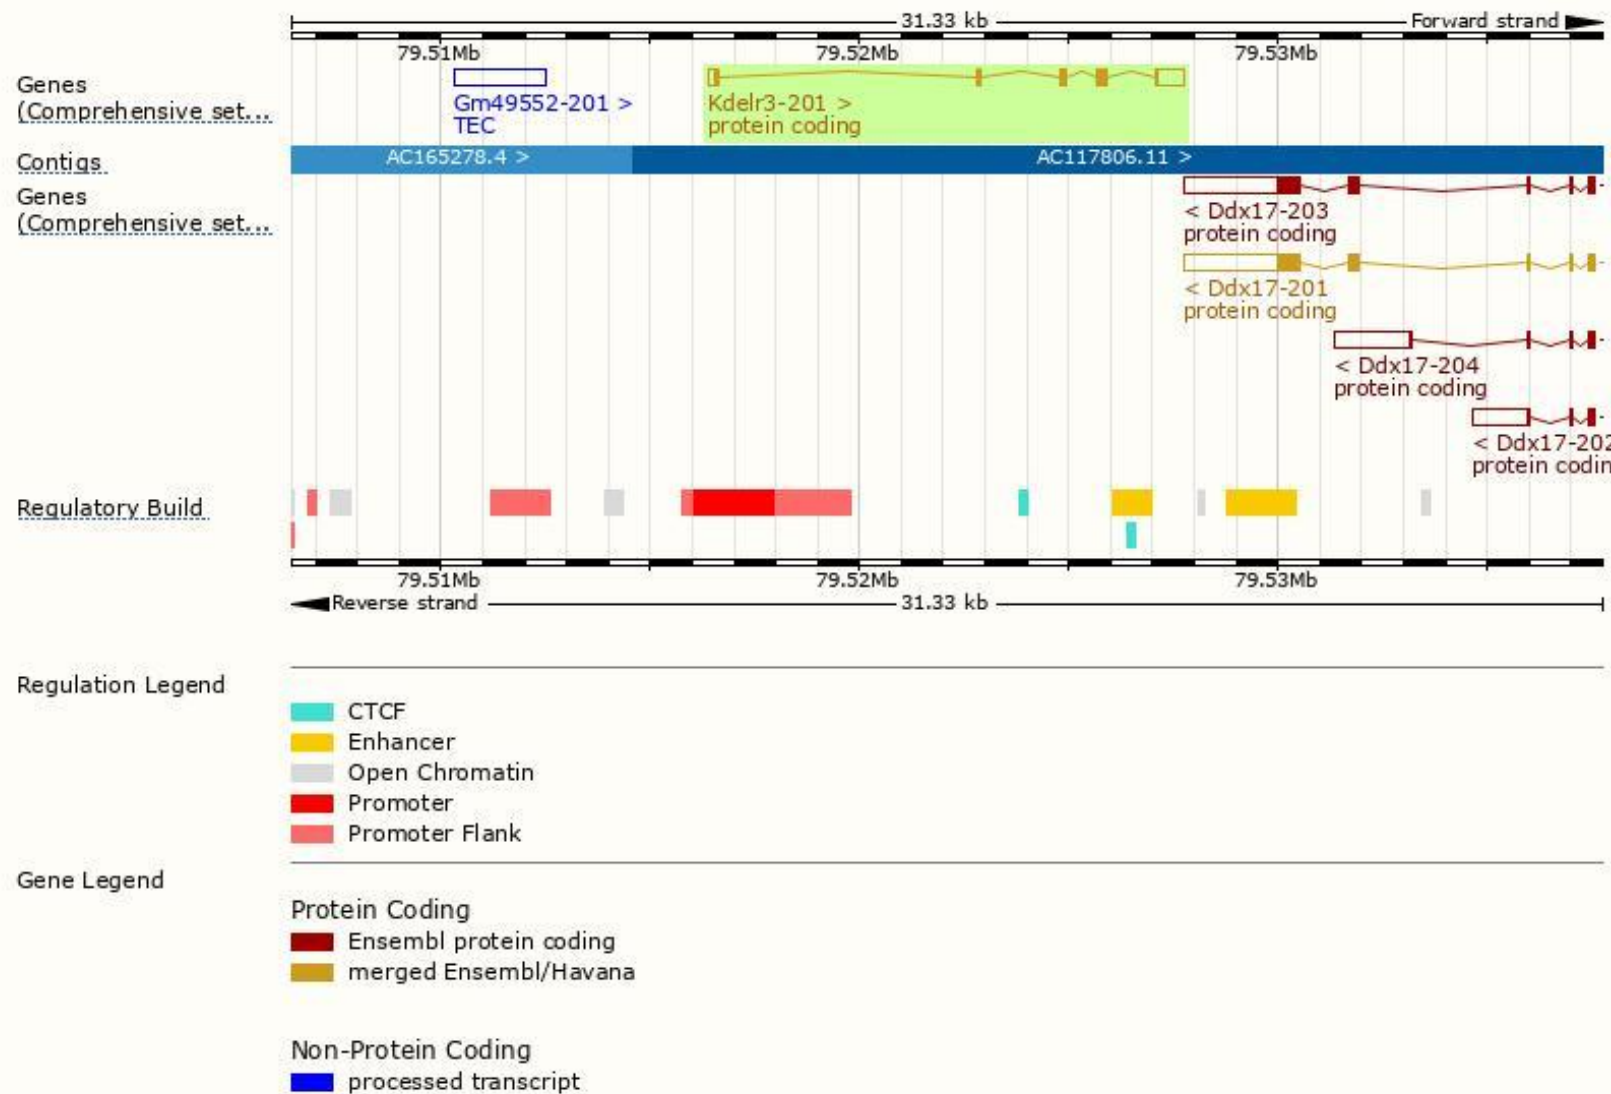 31.33 kb Forward strand
79.51Mb 79.52Mb 79.53Mb
Genes
(Comprehensive set...
Gm49552-201 >
TEC
Kdelr3-201 >
protein coding
Contigs
AC165278.4 > AC117806.11 >
Genes
(Comprehensive set...
< Ddx17-203
protein coding
< Ddx17-201
protein coding
< Ddx17-204
protein coding
< Ddx17-202
protein codin
Regulatory Build
79.51Mb 79.52Mb 79.53Mb
Reverse strand 31.33 kb
Regulation Legend
CTCF
Enhancer
Open Chromatin
Promoter
Promoter Flank
Gene Legend
Protein Coding
Ensembl protein coding
merged Ensembl/Havana
Non-Protein Coding
processed transcript